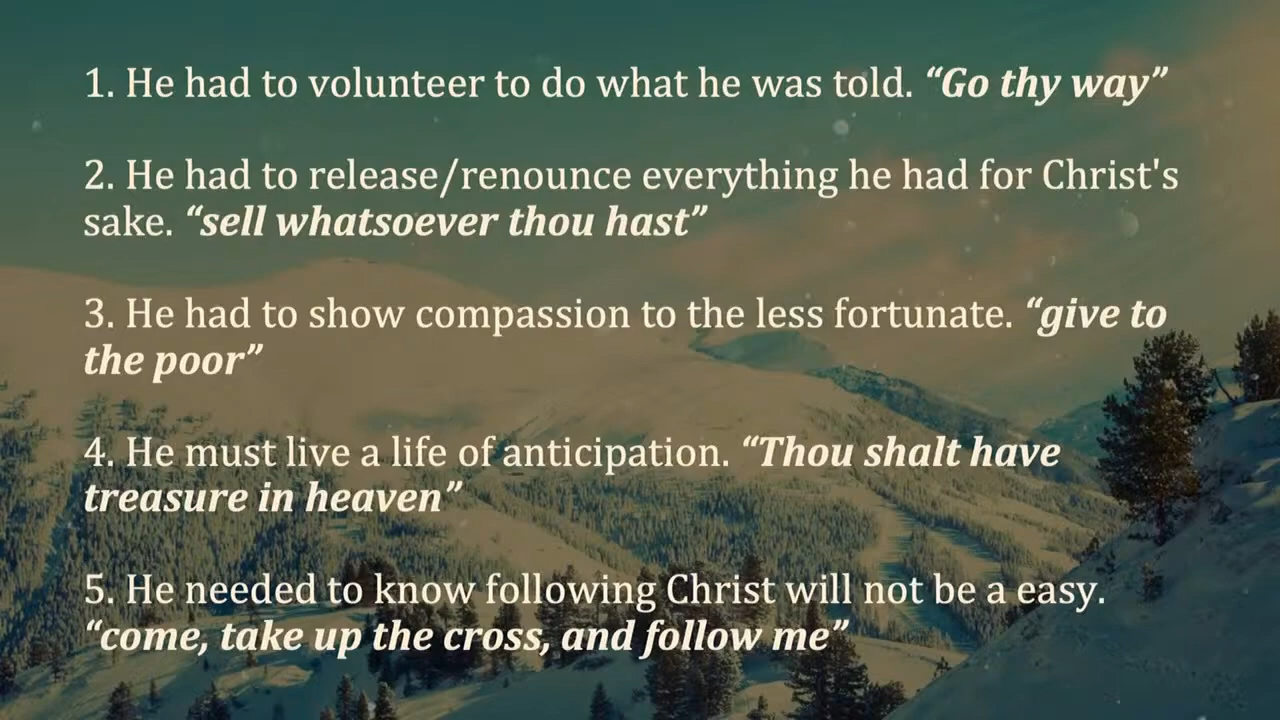 1. He had to volunteer to do what he was told. “Go thy way”
2. He had to release/renounce everything he had for Christ's
sake. “sell whatsoever thou hast”
3. He had to show compassion to the less fortunate. “give to
the poor”
4. He must live a life of anticipation. “Thou shalt have
treasure in heaven”
5. He needed to know following Christ will not be a easy.
“come, take up the cross, and follow me”